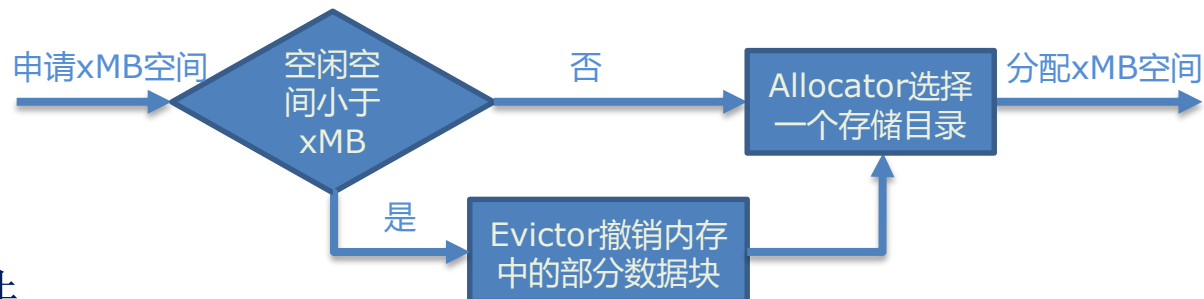 申请xMB空间
空闲空
间小于
xMB
否
Allocator选择
一个存储目录
分配xMB空间
是
Evictor撤销内存
中的部分数据块